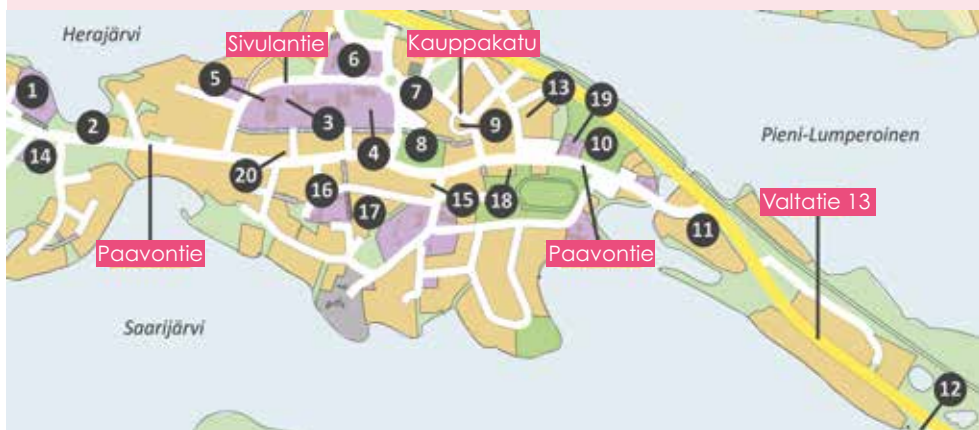 Herajärvi
Sivulantie
Kauppakatu
6
5
7
13
19
1
2
3
4
9
10
Pieni-Lumperoinen
8
14
20
16
15
18
17
Valtatie 13
11
Paavontie
Paavontie
Saarijärvi
12